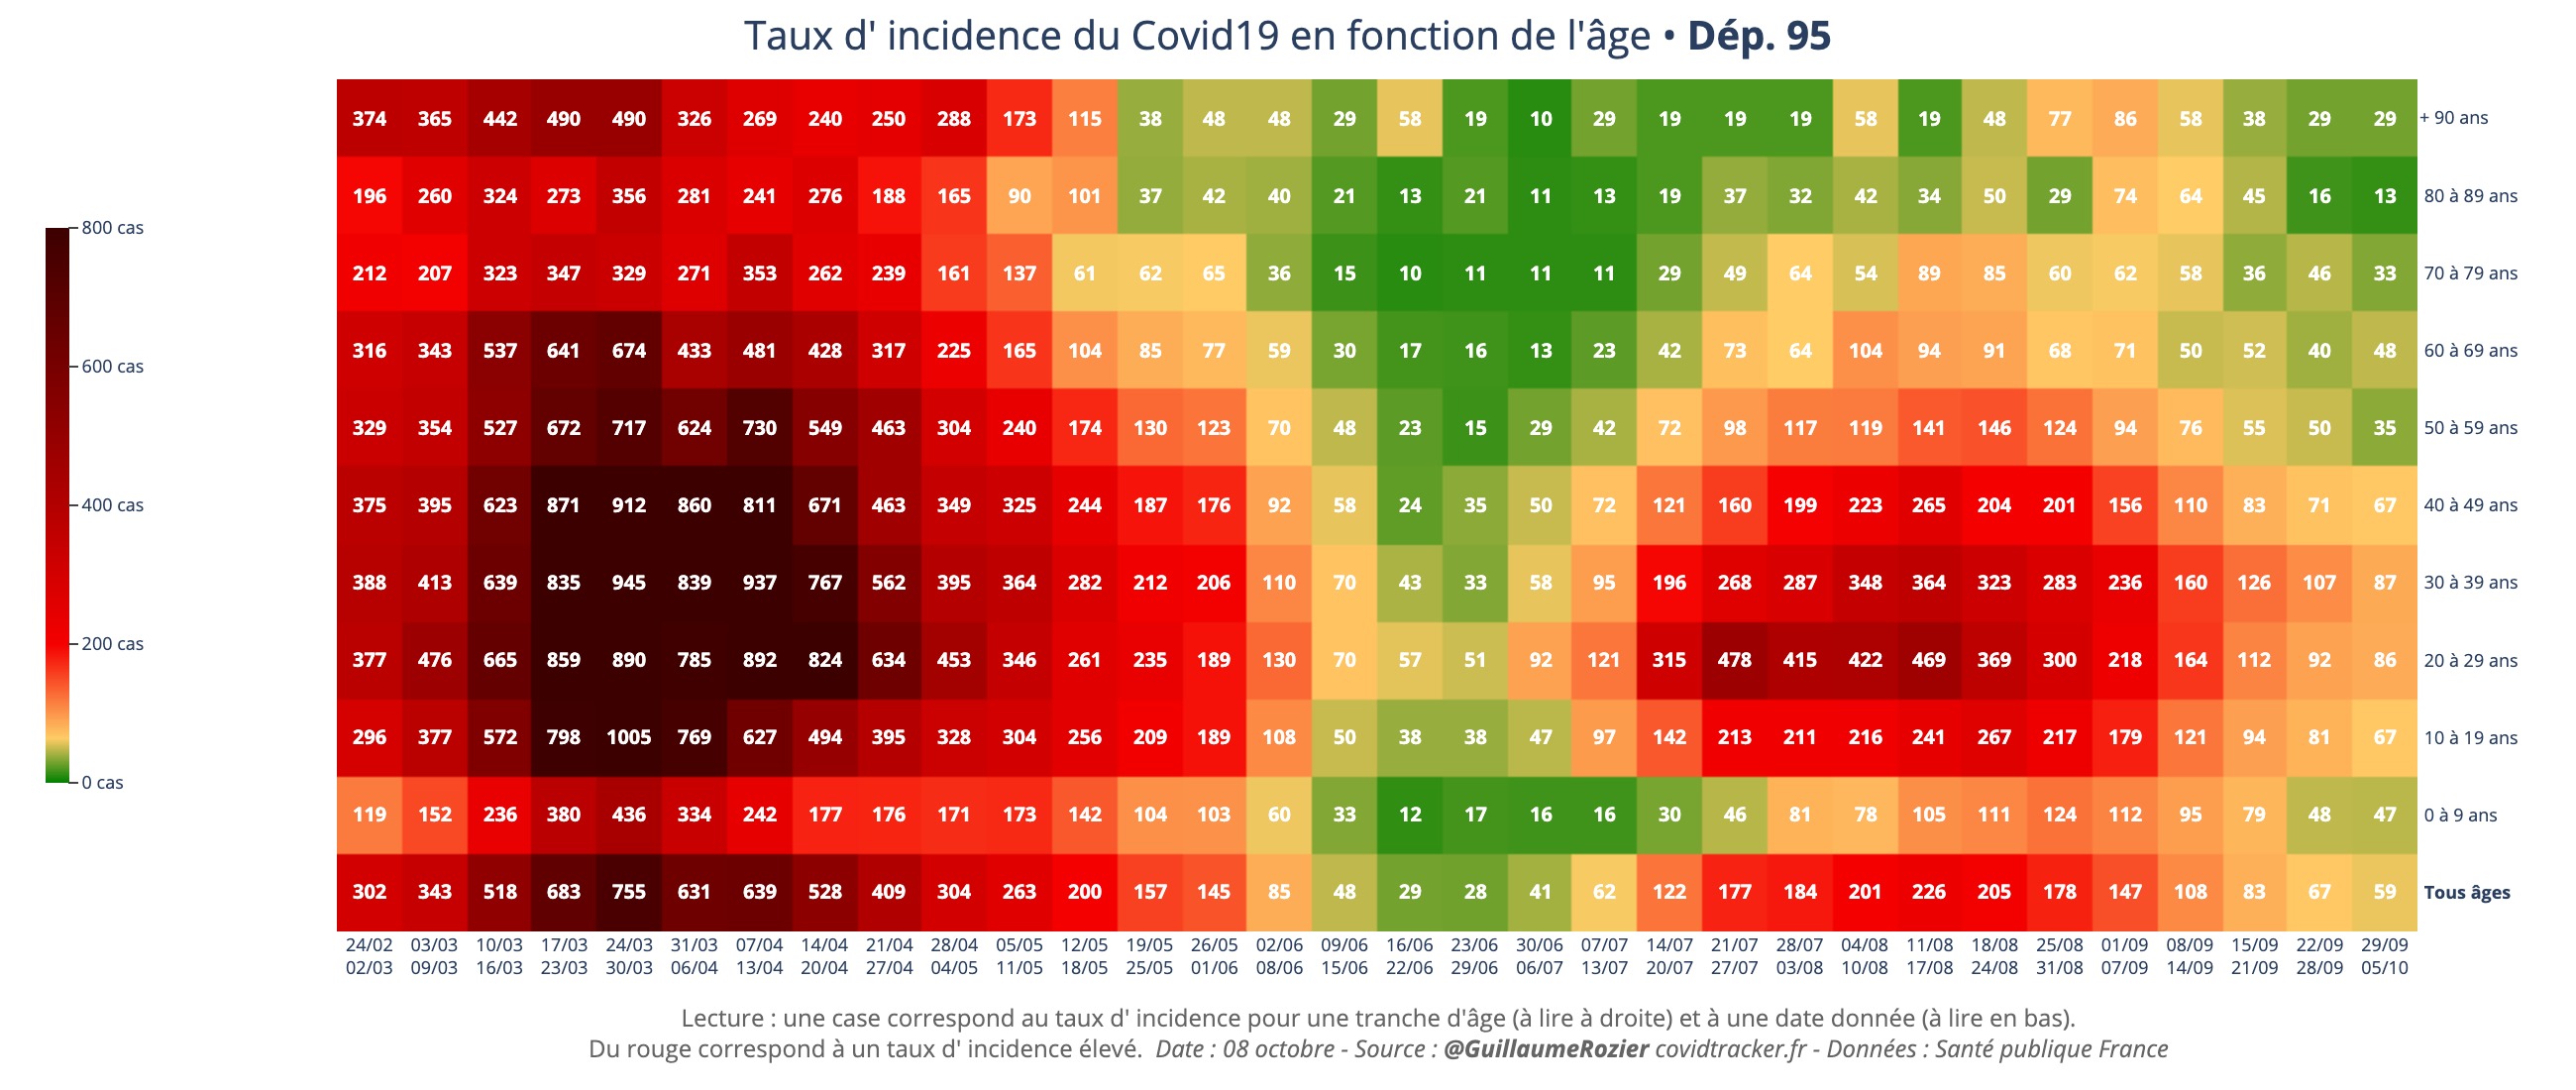 Taux d' incidence du Covid19 en fonction de l'âge • Dép. 95
800 cas
600 cas
400 cas
200 cas
0 cas
374 365 442 490 490 326 269 240 250 288 173 115 38 48 48 29 58 19 10 29 19 19 19 58 19 48 77 86 58 38 29 29 + 90 ans
196 260 324 273 356 281 241 276 188 165 90 101 37 42 40 21 13 21 11 13 19 37 32 42 34 50 29 74 64 45 16 13 80 à 89 ans
212 207 323 347 329 271 353 262 239 161 137 61 62 65 36 15 10 11 11 11 29 49 64 54 89 85 60 62 58 36 46 33 70 à 79 ans
316 343 537 641 674 433 481 428 317 225 165 104 85 77 59 30 17 16 13 23 42 73 64 104 94 91 68 71 50 52 40 48 60 à 69 ans
329 354 527 672 717 624 730 549 463 304 240 174 130 123 70 48 23 15 29 42 72 98 117 119 141 146 124 94 76 55 50 35 50 à 59 ans
375 395 623 871 912 860 811 671 463 349 325 244 187 176 92 58 24 35 50 72 121 160 199 223 265 204 201 156 110 83 71 67 40 à 49 ans
388 413 639 835 945 839 937 767 562 395 364 282 212 206 110 70 43 33 58 95 196 268 287 348 364 323 283 236 160 126 107 87 30 à 39 ans
377 476 665 859 890 785 892 824 634 453 346 261 235 189 130 70 57 51 92 121 315 478 415 422 469 369 300 218 164 112 92 86 20 à 29 ans
296 377 572 798 1005 769 627 494 395 328 304 256 209 189 108 50 38 38 47 97 142 213 211 216 241 267 217 179 121 94 81 67 10 à 19 ans
119 152 236 380 436 334 242 177 176 171 173 142 104 103 60 33 12 17 16 16 30 46 81 78 105 111 124 112 95 79 48 47 0 à 9 ans
302 343 518 683 755 631 639 528 409 304 263 200 157 145 85 48 29 28 41 62 122 177 184 201 226 205 178 147 108 83 67 59 Tous âges
24/02 03/03 10/03 17/03 24/03 31/03 07/04 14/04 21/04 28/04 05/05 12/05 19/05 26/05 02/06 09/06 16/06 23/06 30/06 07/07 14/07 21/07 28/07 04/08 11/08 18/08 25/08 01/09 08/09 15/09 22/09 29/09
02/03 09/03 16/03 23/03 30/03 06/04 13/04 20/04 27/04 04/05 11/05 18/05 25/05 01/06 08/06 15/06 22/06 29/06 06/07 13/07 20/07 27/07 03/08 10/08 17/08 24/08 31/08 07/09 14/09 21/09 28/09 05/10
Lecture : une case correspond au taux d' incidence pour une tranche d'âge (à lire à droite) et à une date donnée (à lire en bas).
Du rouge correspond à un taux d' incidence élevé. Date : 08 octobre - Source : @GuillaumeRozier covidtracker.fr - Données : Santé publique France